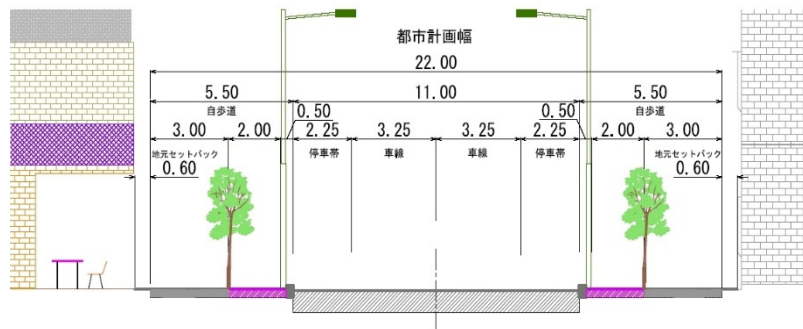 都市計画幅
22.00
5.50 11.00 5.50
自歩道 自歩道
0.50 0.50
3.00 2.00 2.25 3.25 3.25 2.25 2.00 3.00
地元セットバック 停車帯 車線 車線 停車帯 地元セットバック
0.60 0.60